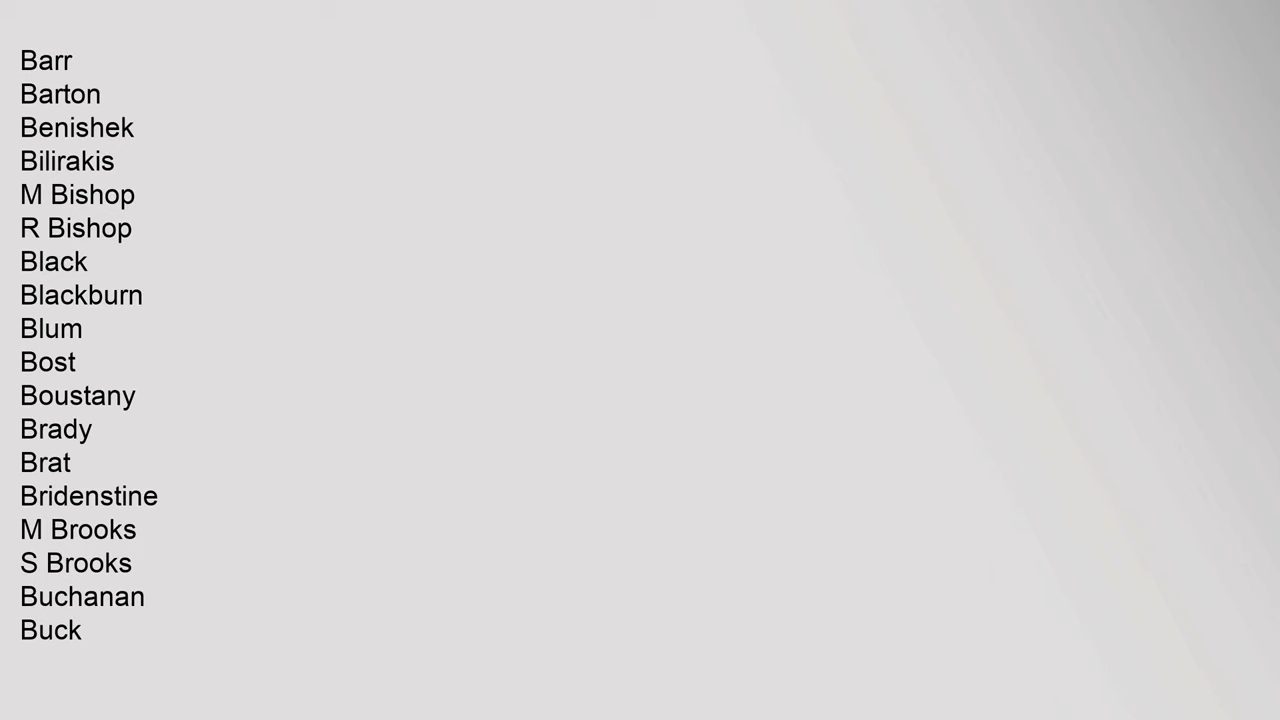 Barr
Barton
Benishek
Bilirakis
M Bishop
R Bishop
Black
Blackburn
Blum
Bost
Boustany
Brady
Brat
Bridenstine
M Brooks
S Brooks
Buchanan
Buck